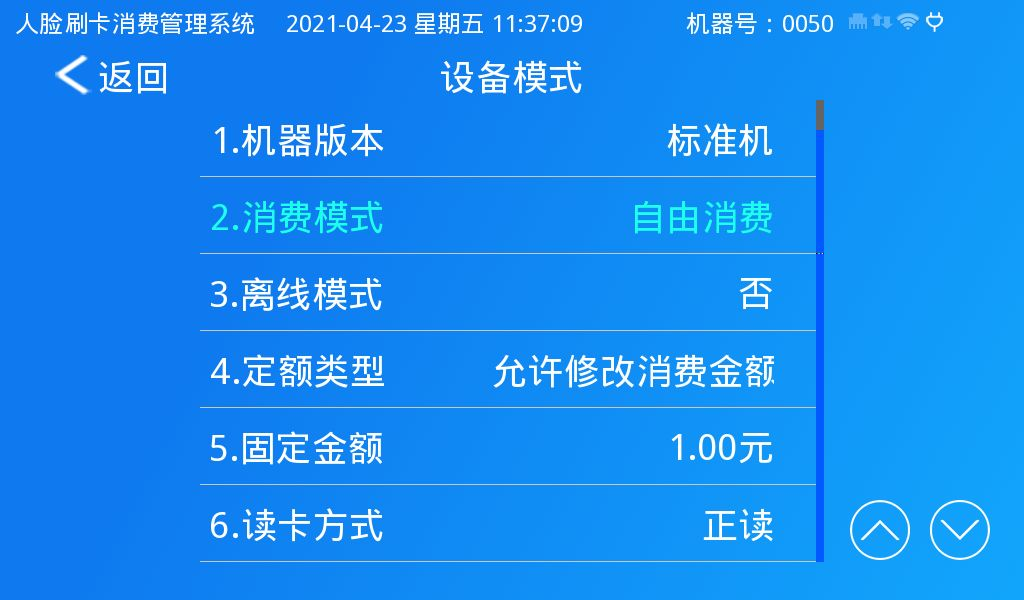 人脸刷卡消费管理系统 2021-04-23 星期五 11:37:09 机器号：0050
返回 设备模式
1.机器版本 标准机
2.消费模式 自由消费
3.离线模式 否
4.定额类型 允许修改消费金额
5.固定金额 1.00元
6.读卡方式 正读